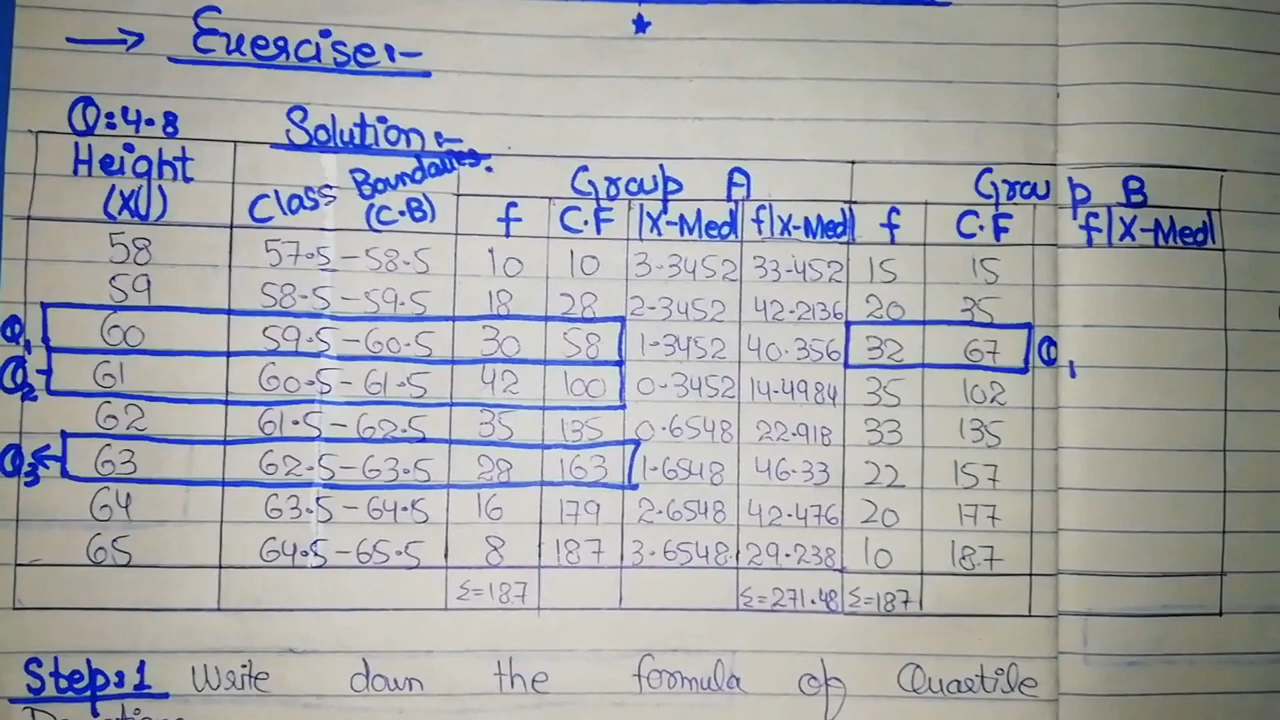 → Exercise:-
Q:4.8 Solution:-
Height (Xi) Class Boundaries. (C.B) Group A Group B
f C.F |X-Med| f|X-Med| f C.F f|X-Med|
58 57.5-58.5 10 10 3.3452 33.452 15 15
59 58.5-59.5 18 28 2.3452 42.2136 20 35
Q1 60 59.5-60.5 30 58 1.3452 40.356 32 67 Q1
Q2 61 60.5-61.5 42 100 0.3452 14.4984 35 102
62 61.5-62.5 35 135 0.6548 22.918 33 135
Q3 63 62.5-63.5 28 163 1.6548 46.33 22 157
64 63.5-64.5 16 179 2.6548 42.476 20 177
65 64.5-65.5 8 187 3.6548 29.238 10 187
Σ=187 Σ=271.48 Σ=187
Step:1 Write down the formula of Quartile